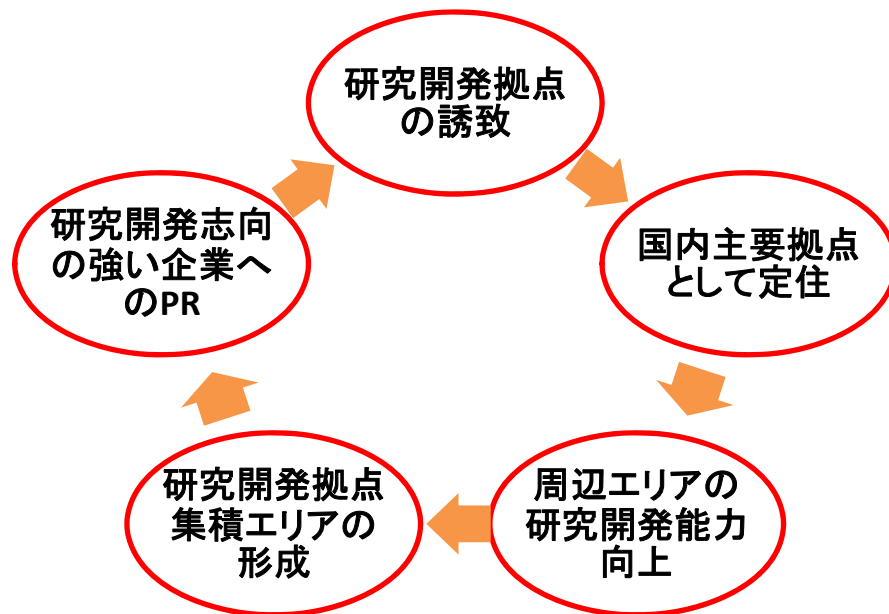 研究開発拠点
の誘致
国内主要拠点
として定住
周辺エリアの
研究開発能力
向上
研究開発拠点
集積エリアの
形成
研究開発志向
の強い企業へ
のPR